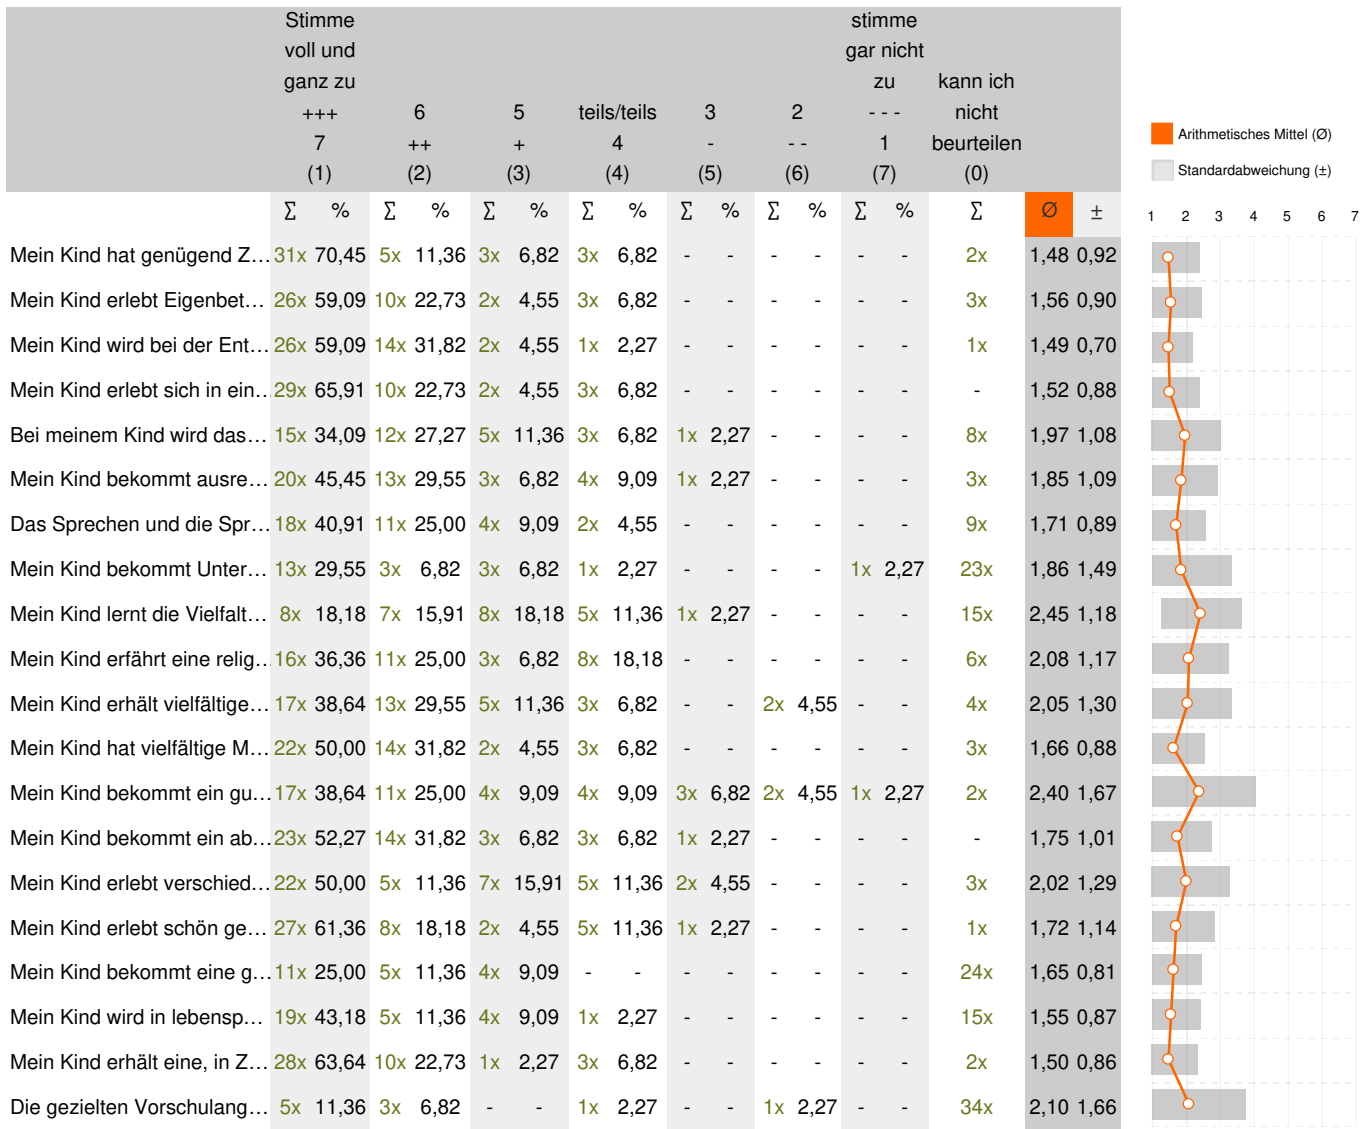 Stimme voll und ganz zu +++ 7 (1)
6 ++ (2)
5 + (3)
teils/teils 4 (4)
3 - (5)
2 - - (6)
stimme gar nicht zu - - - 1 (7)
kann ich nicht beurteilen (0)
Arithmetisches Mittel (Ø)
Standardabweichung (±)
Σ % Σ % Σ % Σ % Σ % Σ % Σ % Σ Ø ± 1 2 3 4 5 6 7
Mein Kind hat genügend Z... 31x 70,45 5x 11,36 3x 6,82 3x 6,82 - - - - - - 2x 1,48 0,92
Mein Kind erlebt Eigenbet... 26x 59,09 10x 22,73 2x 4,55 3x 6,82 - - - - - - 3x 1,56 0,90
Mein Kind wird bei der Ent... 26x 59,09 14x 31,82 2x 4,55 1x 2,27 - - - - - - 1x 1,49 0,70
Mein Kind erlebt sich in ein... 29x 65,91 10x 22,73 2x 4,55 3x 6,82 - - - - - - - 1,52 0,88
Bei meinem Kind wird das... 15x 34,09 12x 27,27 5x 11,36 3x 6,82 1x 2,27 - - - - 8x 1,97 1,08
Mein Kind bekommt ausre... 20x 45,45 13x 29,55 3x 6,82 4x 9,09 1x 2,27 - - - - 3x 1,85 1,09
Das Sprechen und die Spr... 18x 40,91 11x 25,00 4x 9,09 2x 4,55 - - - - - - 9x 1,71 0,89
Mein Kind bekommt Unter... 13x 29,55 3x 6,82 3x 6,82 1x 2,27 - - - - 1x 2,27 23x 1,86 1,49
Mein Kind lernt die Vielfalt... 8x 18,18 7x 15,91 8x 18,18 5x 11,36 1x 2,27 - - - - 15x 2,45 1,18
Mein Kind erfährt eine relig... 16x 36,36 11x 25,00 3x 6,82 8x 18,18 - - - - - - 6x 2,08 1,17
Mein Kind erhält vielfältige... 17x 38,64 13x 29,55 5x 11,36 3x 6,82 - - 2x 4,55 - - 4x 2,05 1,30
Mein Kind hat vielfältige M... 22x 50,00 14x 31,82 2x 4,55 3x 6,82 - - - - - - 3x 1,66 0,88
Mein Kind bekommt ein gu... 17x 38,64 11x 25,00 4x 9,09 4x 9,09 3x 6,82 2x 4,55 1x 2,27 2x 2,40 1,67
Mein Kind bekommt ein ab... 23x 52,27 14x 31,82 3x 6,82 3x 6,82 1x 2,27 - - - - - 1,75 1,01
Mein Kind erlebt verschied... 22x 50,00 5x 11,36 7x 15,91 5x 11,36 2x 4,55 - - - - 3x 2,02 1,29
Mein Kind erlebt schön ge... 27x 61,36 8x 18,18 2x 4,55 5x 11,36 1x 2,27 - - - - 1x 1,72 1,14
Mein Kind bekommt eine g... 11x 25,00 5x 11,36 4x 9,09 - - - - - - - - 24x 1,65 0,81
Mein Kind wird in lebensp... 19x 43,18 5x 11,36 4x 9,09 1x 2,27 - - - - - - 15x 1,55 0,87
Mein Kind erhält eine, in Z... 28x 63,64 10x 22,73 1x 2,27 3x 6,82 - - - - - - 2x 1,50 0,86
Die gezielten Vorschulang... 5x 11,36 3x 6,82 - - 1x 2,27 - - 1x 2,27 - - 34x 2,10 1,66